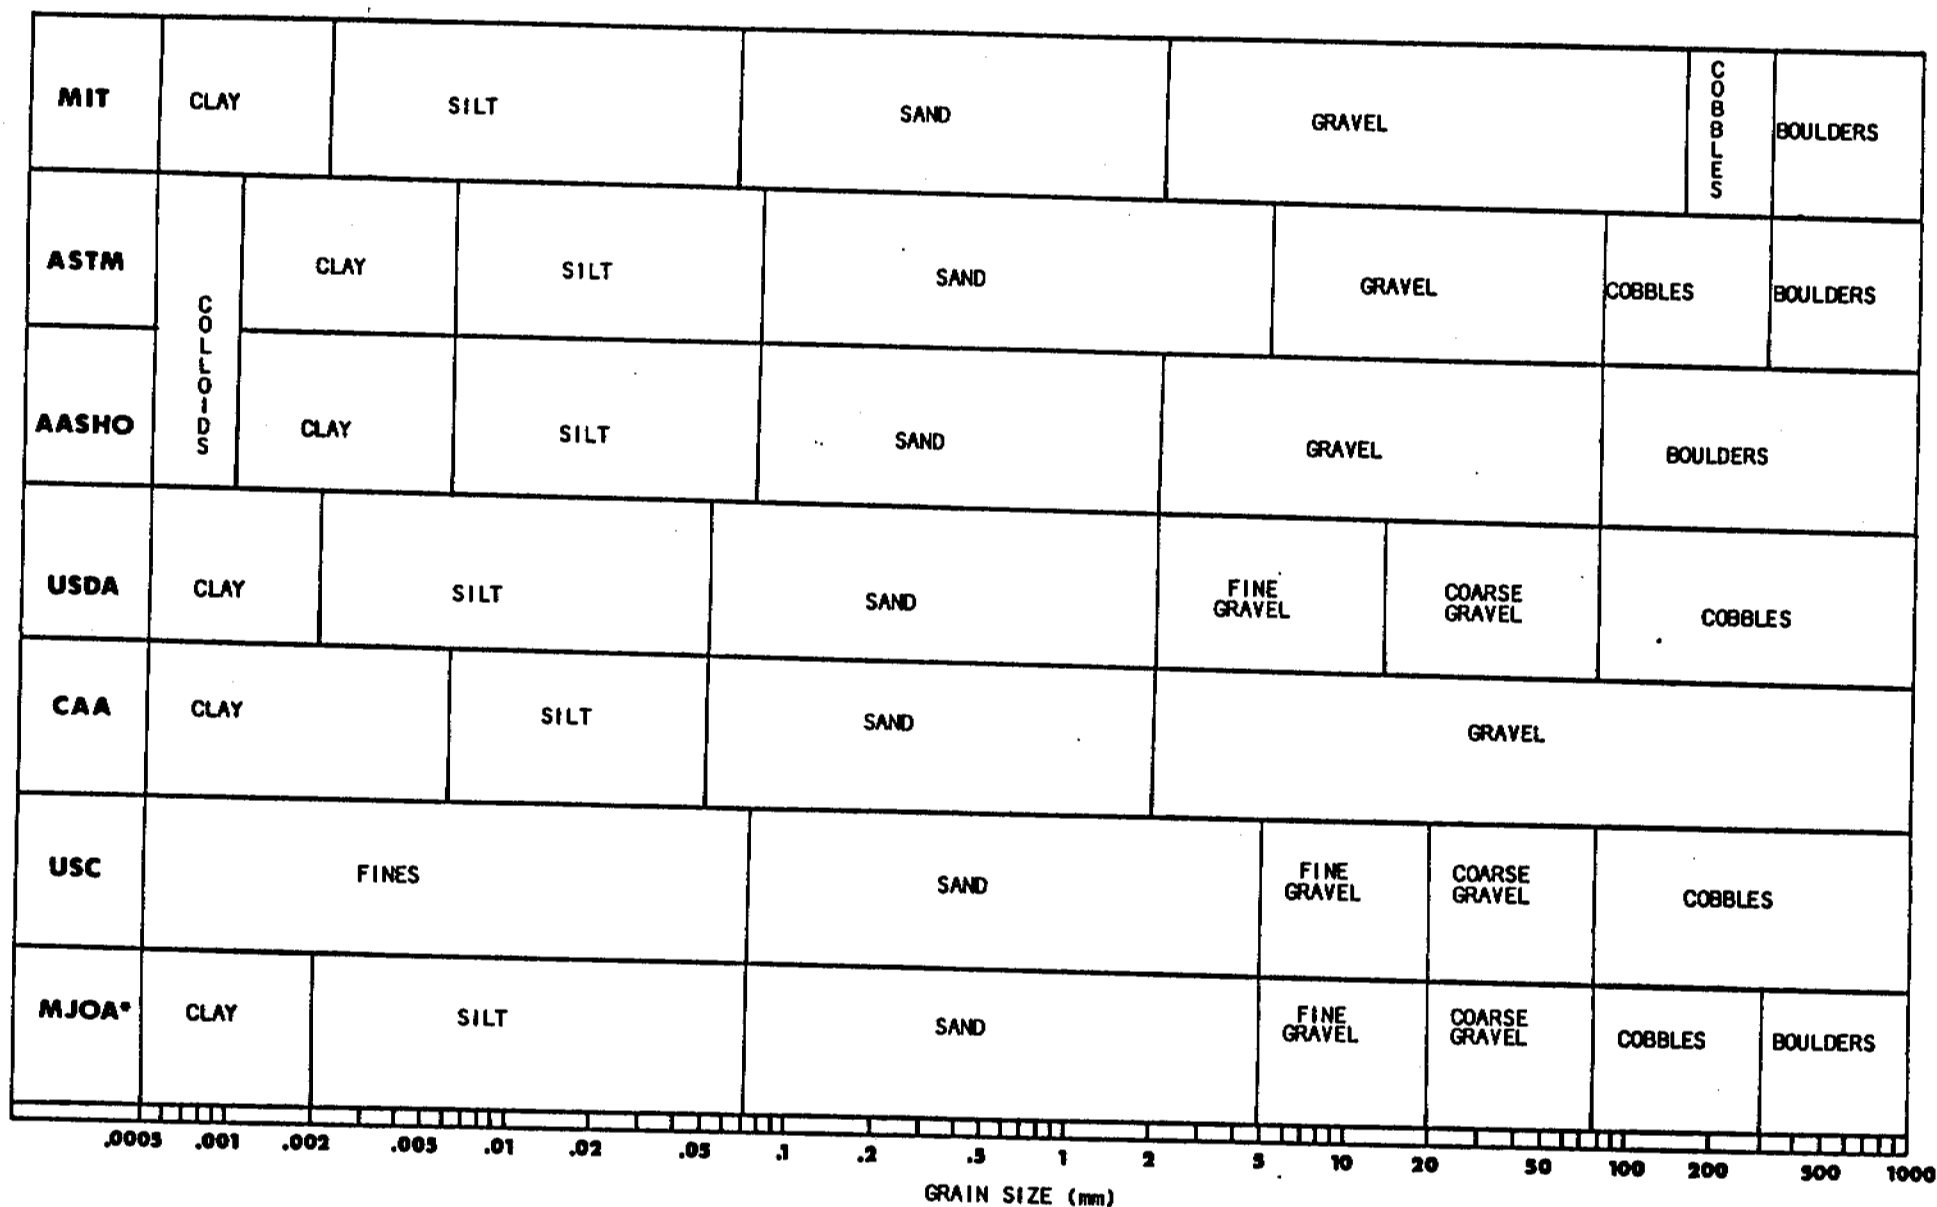 MIT CLAY SILT SAND GRAVEL COBBLES BOULDERS
ASTM CLAY SILT SAND GRAVEL COBBLES BOULDERS
COLLOIDS
AASHO CLAY SILT SAND GRAVEL BOULDERS
USDA CLAY SILT SAND FINE GRAVEL COARSE GRAVEL COBBLES
CAA CLAY SILT SAND GRAVEL
USC FINES SAND FINE GRAVEL COARSE GRAVEL COBBLES
MJOA* CLAY SILT SAND FINE GRAVEL COARSE GRAVEL COBBLES BOULDERS
.0005 .001 .002 .005 .01 .02 .05 .1 .2 .5 1 2 5 10 20 50 100 200 500 1000
GRAIN SIZE (mm)